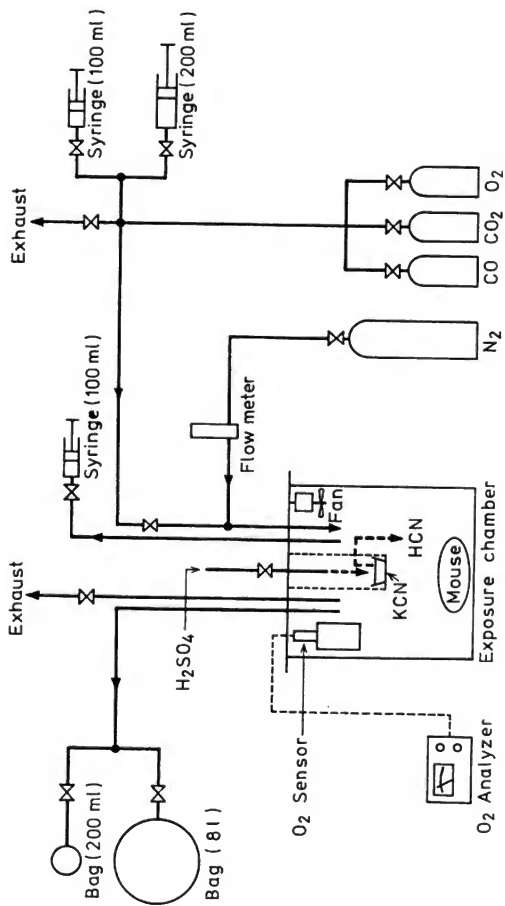 Exhaust
Syringe (100 ml)
Syringe (200 ml)
Exhaust
Syringe (100 ml)
Bag (200 ml)
Bag (8 l)
H2SO4
Flow meter
N2
CO
CO2
O2
Fan
HCN
KCN
Mouse
O2 Sensor
Exposure chamber
O2 Analyzer